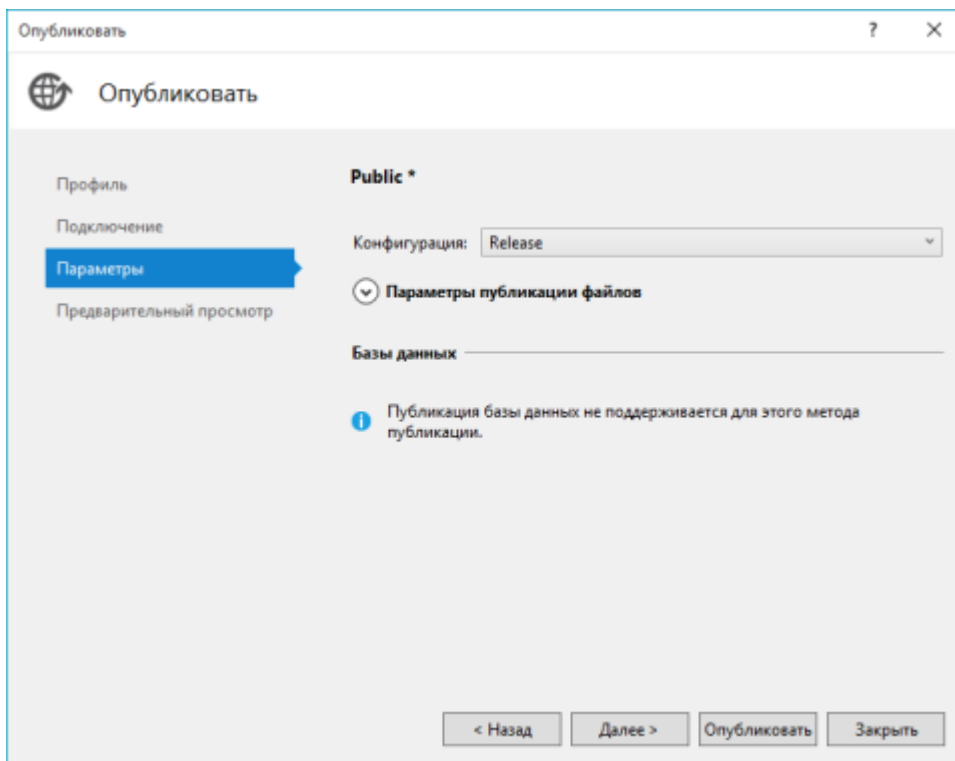 Опубликовать
?
Опубликовать
Профиль
Подключение
Параметры
Предварительный просмотр
Public *
Конфигурация: Release
Параметры публикации файлов
Базы данных
Публикация базы данных не поддерживается для этого метода
публикации.
< Назад
Далее >
Опубликовать
Закрыть